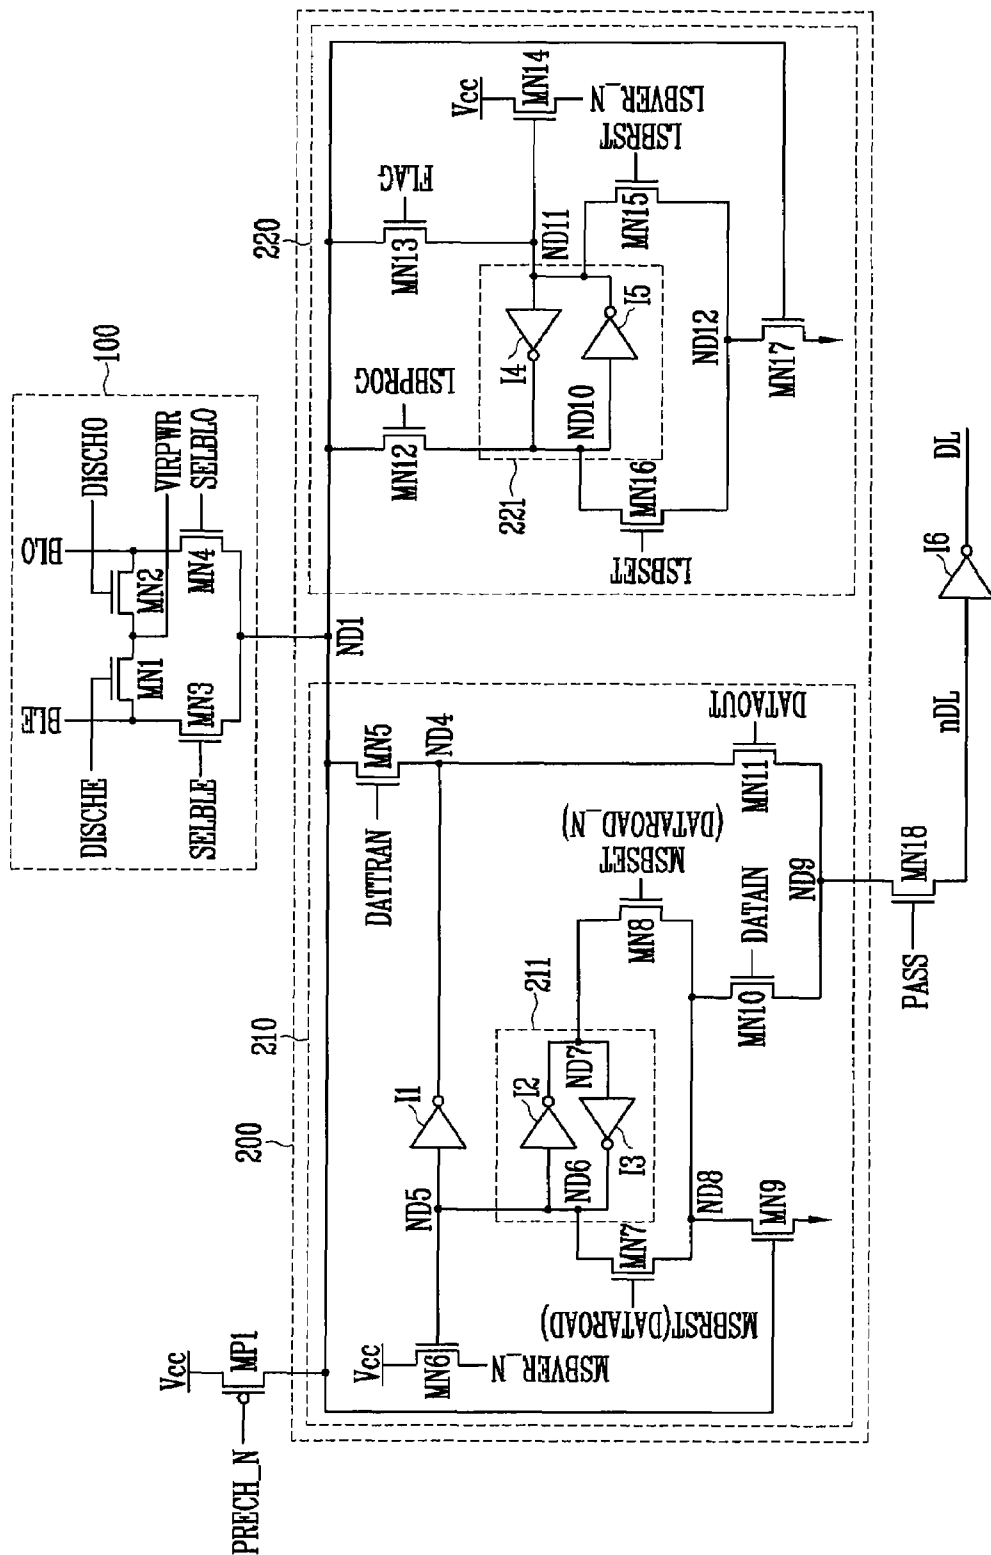 100
BLE
BLO
DISCHE
DISCHO
MN1
MN2
VIRPWR
SELBLE
MN3
MN4
SELBLO
Vcc
PRECH_N
MP1
ND1
200
210
DATTRAN
MN5
ND4
I1
ND5
Vcc
MN6
MSBVER_N
211
I2
ND6
ND7
I3
MN7
MSBRST(DATAROAD)
MN8
MSBSET
(DATAROAD_N)
ND8
MN9
MN10
DATAIN
MN11
DATAOUT
ND9
220
LSBPROG
MN12
FLAG
MN13
Vcc
MN14
LSBVER_N
ND11
I4
ND10
I5
221
MN16
LSBSET
MN15
LSBRST
ND12
MN17
PASS
MN18
nDL
I6
DL